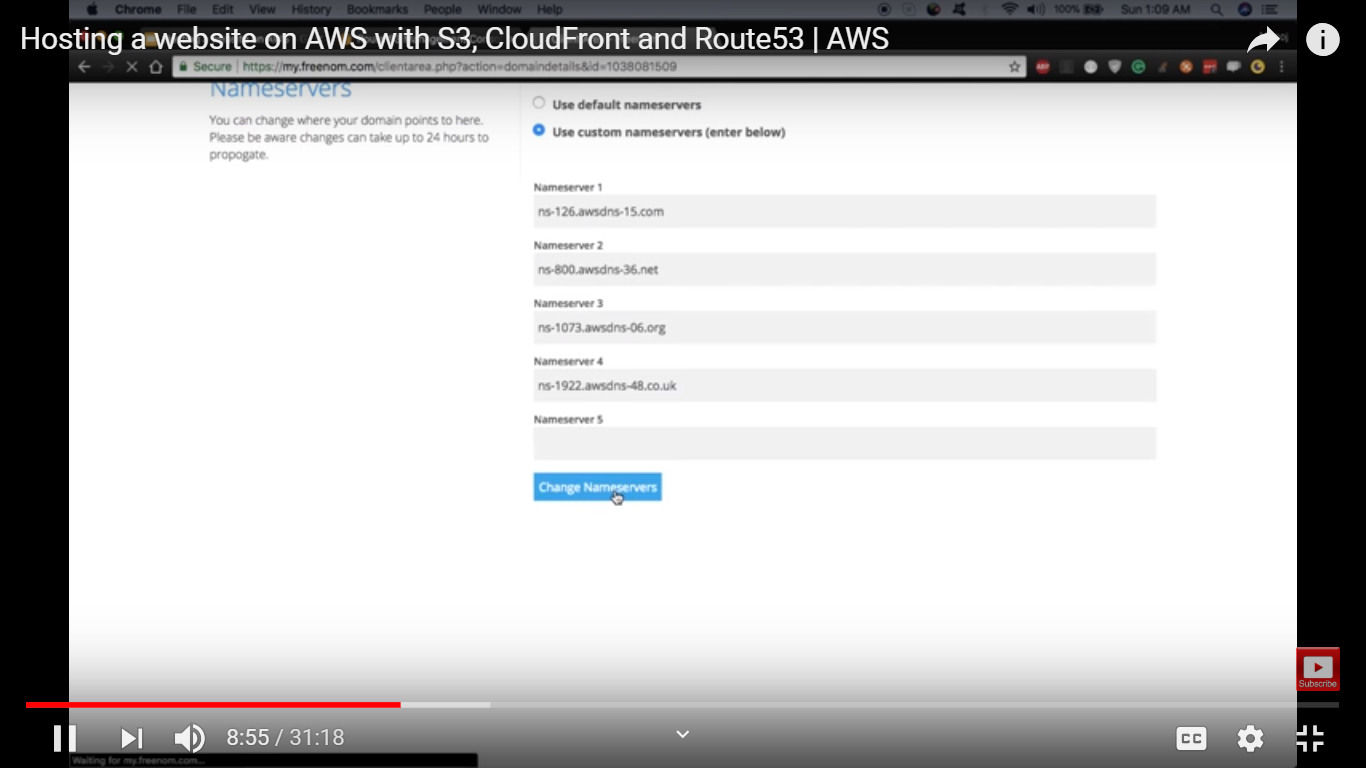 Chrome File Edit View History Bookmarks People Window Help 100% Sun 1:09 AM
Hosting a website on AWS with S3, CloudFront and Route53 | AWS
Secure | https://my.freenom.com/clientarea.php?action=domaindetails&id=1038081509
Nameservers
You can change where your domain points to here.
Please be aware changes can take up to 24 hours to
propogate.
Use default nameservers
Use custom nameservers (enter below)
Nameserver 1
ns-126.awsdns-15.com
Nameserver 2
ns-800.awsdns-36.net
Nameserver 3
ns-1073.awsdns-06.org
Nameserver 4
ns-1922.awsdns-48.co.uk
Nameserver 5
Change Nameservers
Subscribe
8:55 / 31:18
CC
Waiting for my.freenom.com...